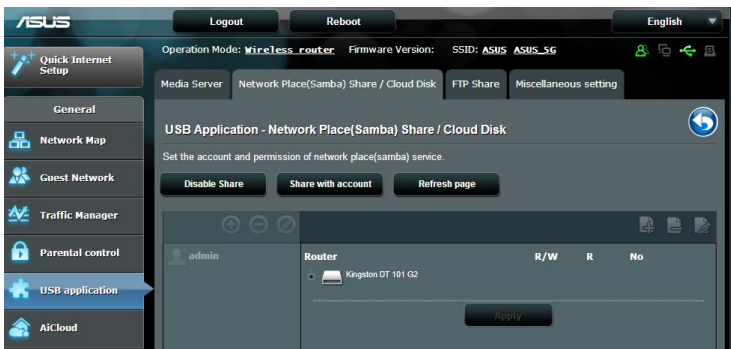 ASUS
Logout
Reboot
English
Operation Mode: Wireless router Firmware Version: SSID: ASUS ASUS_5G
Quick Internet Setup
Media Server
Network Place(Samba) Share / Cloud Disk
FTP Share
Miscellaneous setting
General
Network Map
Guest Network
Traffic Manager
Parental control
USB application
AiCloud
USB Application - Network Place(Samba) Share / Cloud Disk
Set the account and permission of network place(samba) service.
Disable Share
Share with account
Refresh page
admin
Router R/W R No
Kingston DT 101 G2
Apply